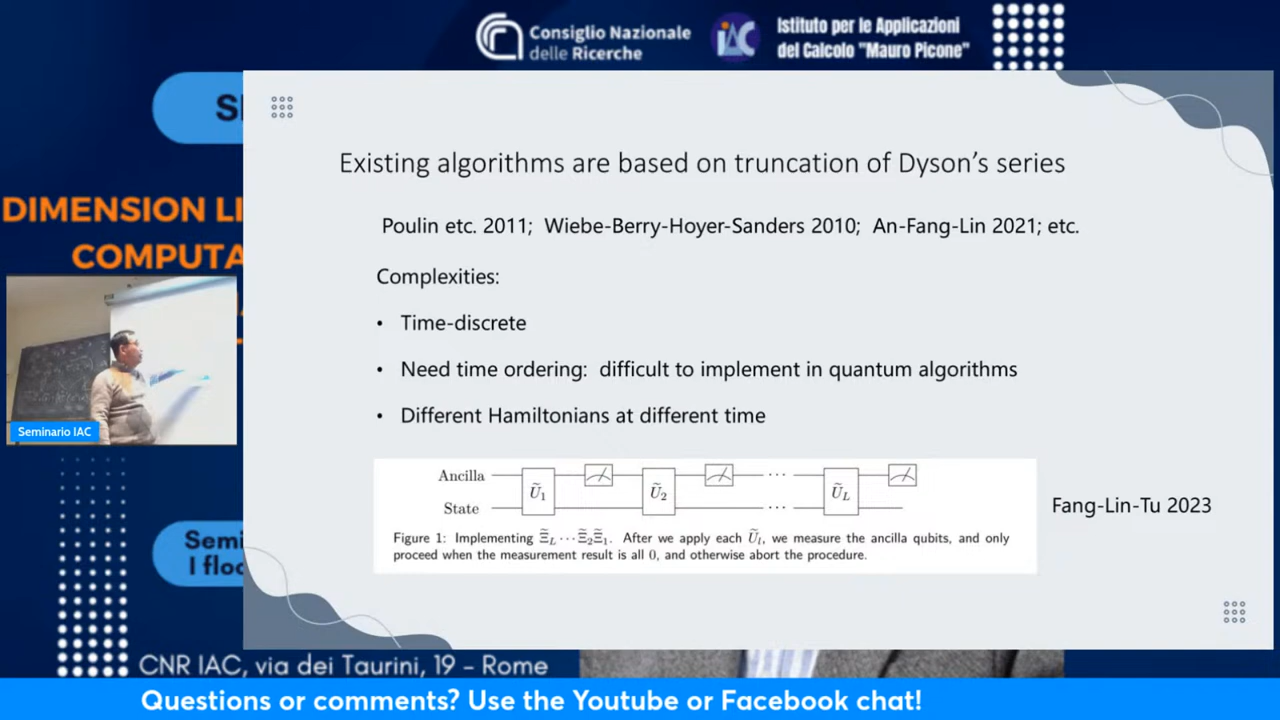 Consiglio Nazionale
delle Ricerche
IAC
Istituto per le Applicazioni
del Calcolo "Mauro Picone"
DIMENSION
COMPUTA
Existing algorithms are based on truncation of Dyson's series
Poulin etc. 2011; Wiebe-Berry-Hoyer-Sanders 2010; An-Fang-Lin 2021; etc.
Complexities:
• Time-discrete
• Need time ordering: difficult to implement in quantum algorithms
• Different Hamiltonians at different time
Ancilla
State
Ũ₁
Ũ₂
···
···
Ũ_L
Figure 1: Implementing Ξ̃_L ··· Ξ̃₂Ξ̃₁. After we apply each Ũ_l, we measure the ancilla qubits, and only
proceed when the measurement result is all 0, and otherwise abort the procedure.
Fang-Lin-Tu 2023
Seminario IAC
Semi
I floo
CNR IAC, via dei Taurini, 19 – Rome
Questions or comments? Use the Youtube or Facebook chat!